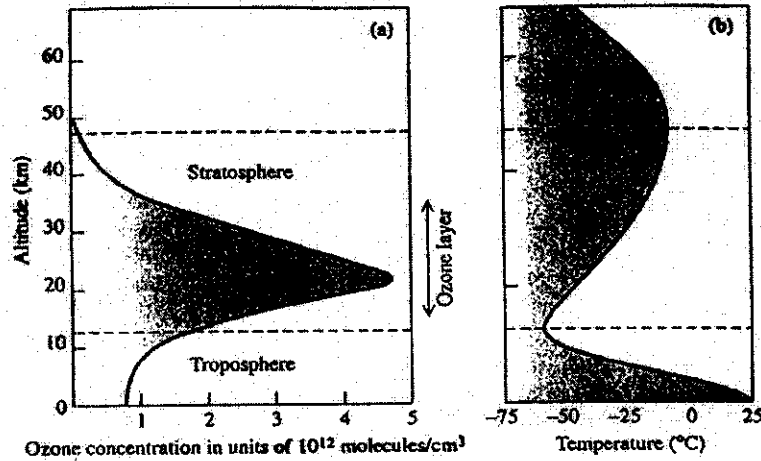 (a)
(b)
60
50
40
30
20
10
0
Altitude (km)
Stratosphere
Troposphere
Ozone layer
1
2
3
4
5
Ozone concentration in units of 10¹² molecules/cm³
−75
−50
−25
0
25
Temperature (°C)